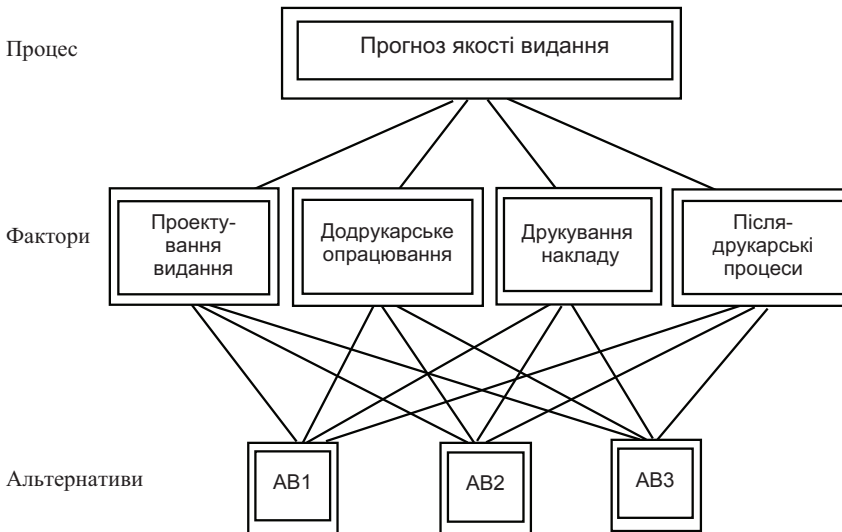 Процес
Прогноз якості видання
Фактори
Проекту-
вання
видання
Додрукарське
опрацювання
Друкування
накладу
Після-
друкарські
процеси
Альтернативи
АВ1
АВ2
АВ3